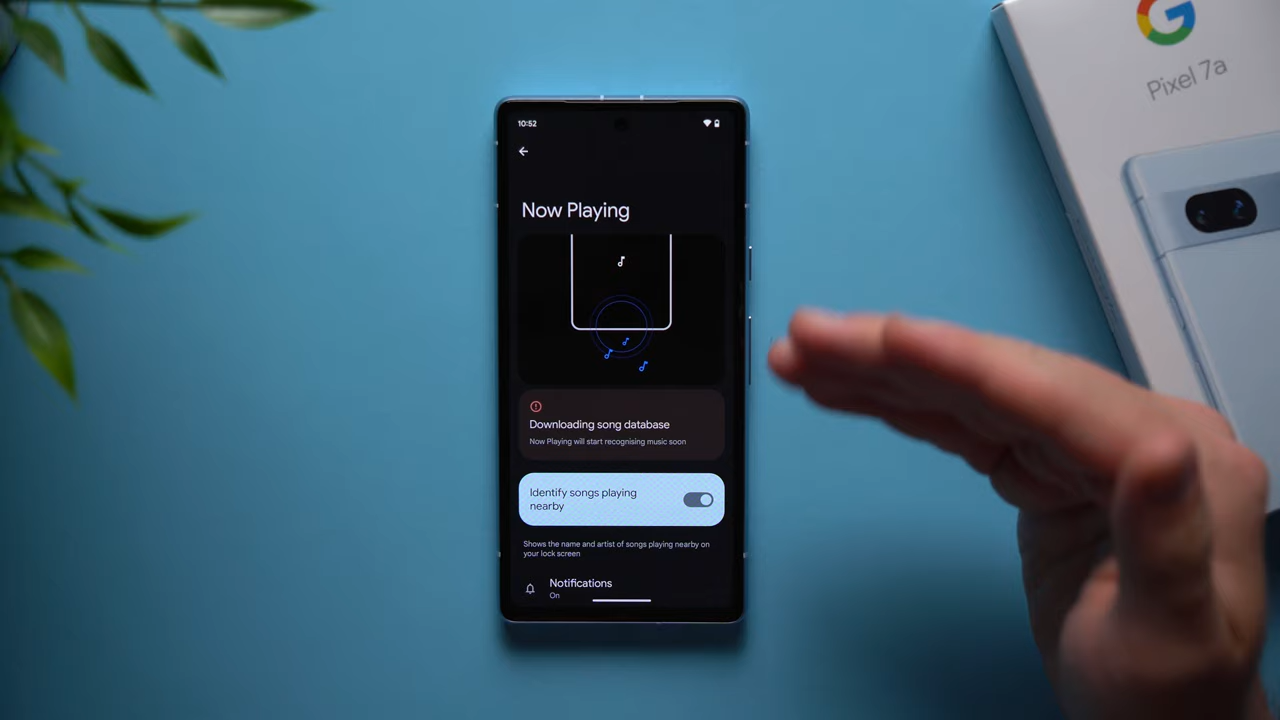 10:52
Now Playing
Downloading song database
Now Playing will start recognising music soon
Identify songs playing
nearby
Shows the name and artist of songs playing nearby on
your lock screen
Notifications
On
G
Pixel 7a